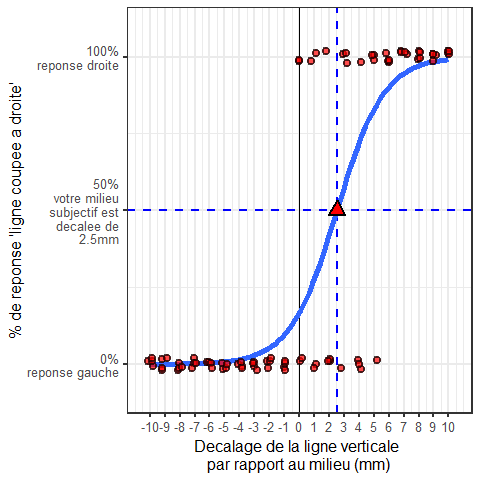 % de reponse 'ligne coupee a droite'
100%
reponse droite
50%
votre milieu
subjectif est
decalee de
2.5mm
0%
reponse gauche
-10 -9 -8 -7 -6 -5 -4 -3 -2 -1 0 1 2 3 4 5 6 7 8 9 10
Decalage de la ligne verticale
par rapport au milieu (mm)